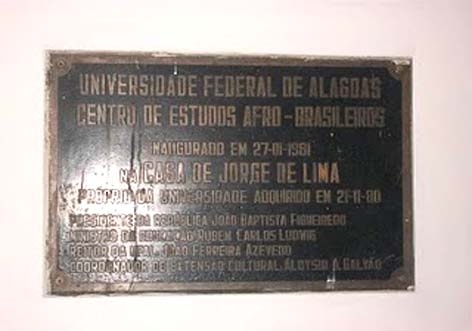 UNIVERSIDADE FEDERAL DE ALAGOAS
CENTRO DE ESTUDOS AFRO-BRASILEIROS
INAUGURADO EM 27-01-1981
NA CASA DE JORGE DE LIMA
DA UNIVERSIDADE ADQUIRIDO EM 21-11-80
PRESIDENTE DA REPÚBLICA JOÃO BAPTISTA FIGUEIREDO
MINISTRO DA EDUCAÇÃO RUBEM CARLOS LUDWIG
REITOR DA UFAL, JOÃO FERREIRA AZEVEDO
COORDENADOR DE EXTENSÃO CULTURAL, ALOYSIO A. GALVÃO